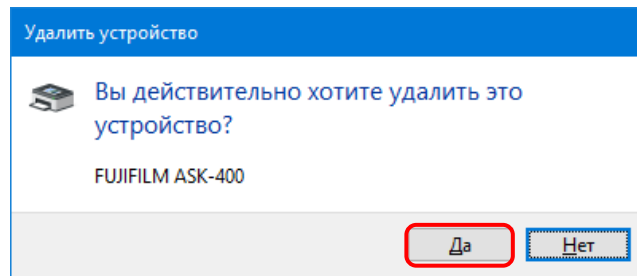 Удалить устройство
Вы действительно хотите удалить это
устройство?
FUJIFILM ASK-400
Да
Нет